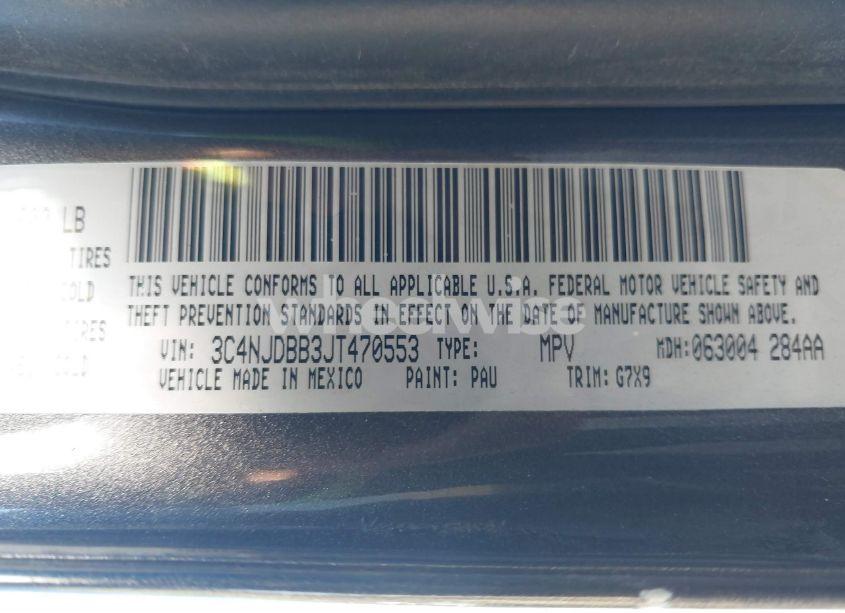 LB
TIRES
COLD
THIS VEHICLE CONFORMS TO ALL APPLICABLE U.S.A. FEDERAL MOTOR VEHICLE SAFETY AND
THEFT PREVENTION STANDARDS IN EFFECT ON THE DATE OF MANUFACTURE SHOWN ABOVE.
VIN: 3C4NJDBB3JT470553 TYPE: MPV MDH:063004 284AA
VEHICLE MADE IN MEXICO PAINT: PAU TRIM: G7X9
wheelwise